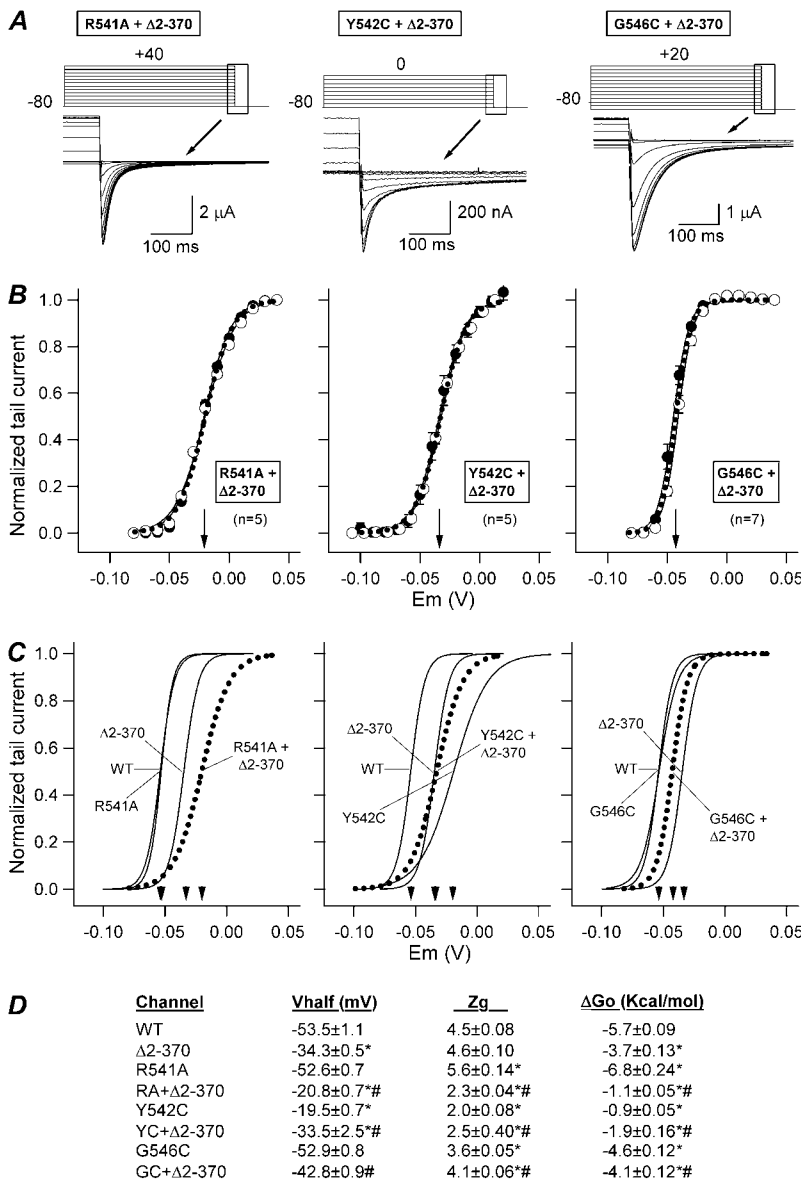 A
R541A + Δ2-370
Y542C + Δ2-370
G546C + Δ2-370
+40
0
+20
-80
-80
-80
2 μA
100 ms
200 nA
100 ms
1 μA
100 ms
B
Normalized tail current
1.0
0.8
0.6
0.4
0.2
0.0
R541A +
Δ2-370
(n=5)
Y542C +
Δ2-370
(n=5)
G546C +
Δ2-370
(n=7)
-0.10 -0.05 0.00 0.05
-0.10 -0.05 0.00 0.05
-0.10 -0.05 0.00 0.05
Em (V)
C
Normalized tail current
1.0
0.8
0.6
0.4
0.2
0.0
Δ2-370
WT
R541A
R541A +
Δ2-370
Δ2-370
WT
Y542C
Y542C +
Δ2-370
Δ2-370
WT
G546C
G546C +
Δ2-370
-0.10 -0.05 0.00 0.05
-0.10 -0.05 0.00 0.05
-0.10 -0.05 0.00 0.05
Em (V)
D
Channel Vhalf (mV) Zg ΔGo (Kcal/mol)
WT -53.5±1.1 4.5±0.08 -5.7±0.09
Δ2-370 -34.3±0.5* 4.6±0.10 -3.7±0.13*
R541A -52.6±0.7 5.6±0.14* -6.8±0.24*
RA+Δ2-370 -20.8±0.7*# 2.3±0.04*# -1.1±0.05*#
Y542C -19.5±0.7* 2.0±0.08* -0.9±0.05*
YC+Δ2-370 -33.5±2.5*# 2.5±0.40*# -1.9±0.16*#
G546C -52.9±0.8 3.6±0.05* -4.6±0.12*
GC+Δ2-370 -42.8±0.9# 4.1±0.06*# -4.1±0.12*#